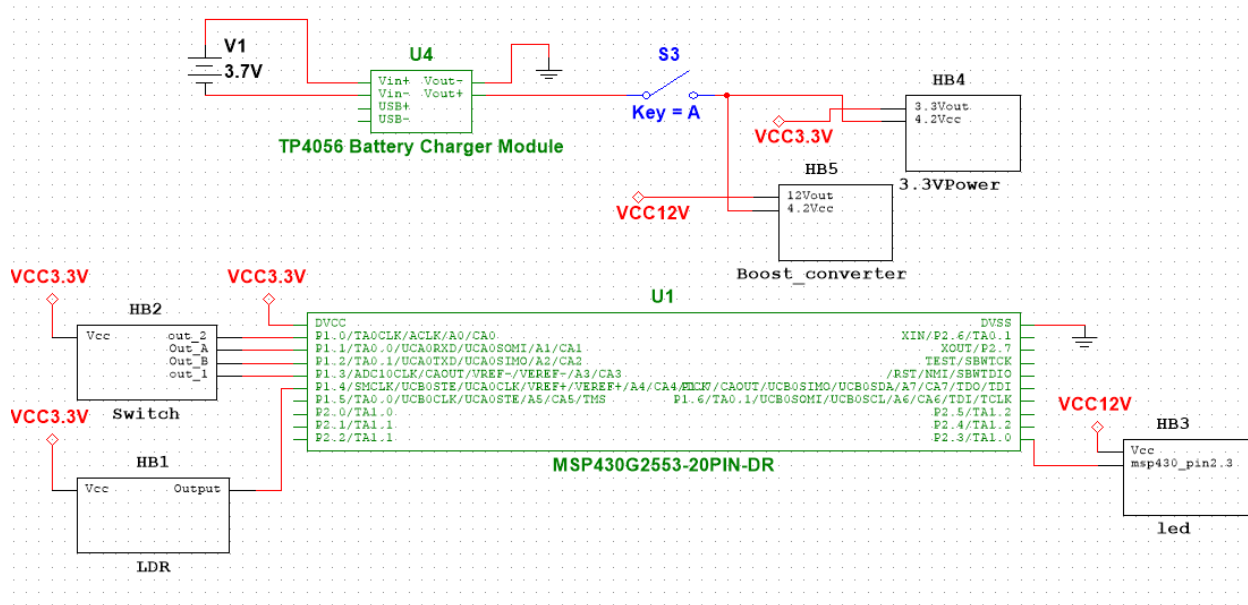 V1
3.7V
U4
Vin+ Vout-
Vin- Vout+
USB+
USB-
TP4056 Battery Charger Module
S3
Key = A
HB4
3.3Vout
4.2Vcc
VCC3.3V
3.3VPower
HB5
12Vout
4.2Vcc
VCC12V
Boost_converter
VCC3.3V
VCC3.3V
HB2
Vcc out_2
Out_A
Out_B
out_1
Switch
VCC3.3V
HB1
Vcc Output
LDR
U1
DVCC DVSS
P1.0/TA0CLK/ACLK/A0/CA0 XIN/P2.6/TA0.1
P1.1/TA0.0/UCA0RXD/UCA0SOMI/A1/CA1 XOUT/P2.7
P1.2/TA0.1/UCA0TXD/UCA0SIMO/A2/CA2 TEST/SBWTCK
P1.3/ADC10CLK/CAOUT/VREF-/VEREF-/A3/CA3 /RST/NMI/SBWTDIO
P1.4/SMCLK/UCB0STE/UCA0CLK/VREF+/VEREF+/A4/CA4/ /CAOUT/UCB0SIMO/UCB0SDA/A7/CA7/TDO/TDI
P1.5/TA0.0/UCB0CLK/UCA0STE/A5/CA5/TMS P1.6/TA0.1/UCB0SOMI/UCB0SCL/A6/CA6/TDI/TCLK
P2.0/TA1.0 P2.5/TA1.2
P2.1/TA1.1 P2.4/TA1.2
P2.2/TA1.1 P2.3/TA1.0
MSP430G2553-20PIN-DR
VCC12V
HB3
Vcc
msp430_pin2.3
led